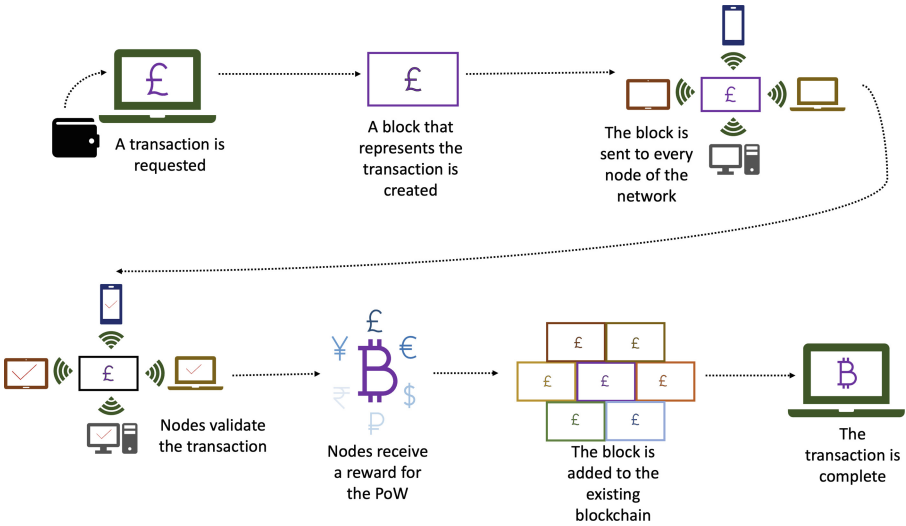 £
£
£
A transaction is
requested
A block that
represents the
transaction is
created
The block is
sent to every
node of the
network
£
Nodes validate
the transaction
£
¥
€
₿
₹
$
₽
Nodes receive
a reward for
the PoW
£ £
£ £ £
£ £
The block is
added to the
existing
blockchain
₿
The
transaction is
complete